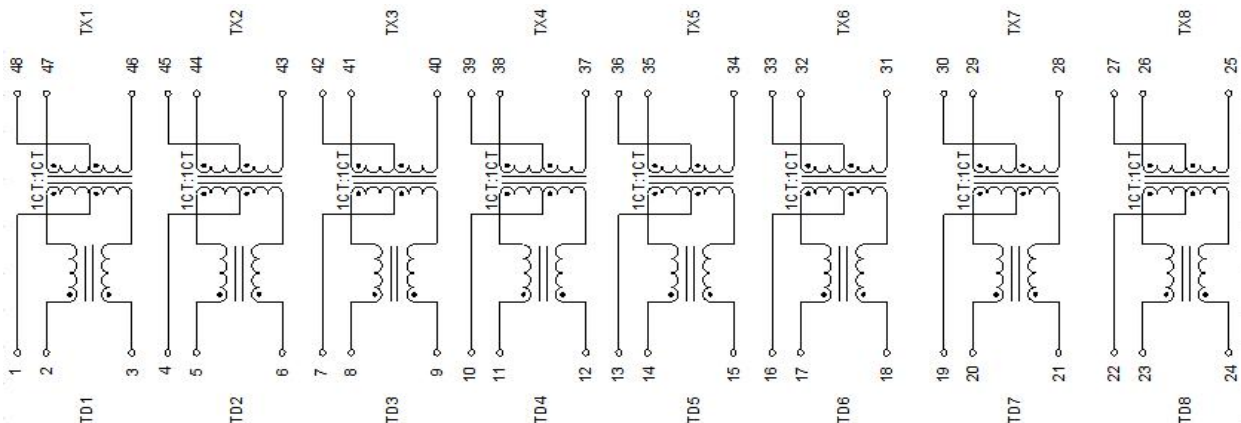 TX1 TX2 TX3 TX4 TX5 TX6 TX7 TX8
48 47 46 45 44 43 42 41 40 39 38 37 36 35 34 33 32 31 30 29 28 27 26 25
1CT:1CT 1CT:1CT 1CT:1CT 1CT:1CT 1CT:1CT 1CT:1CT 1CT:1CT 1CT:1CT
1 2 3 4 5 6 7 8 9 10 11 12 13 14 15 16 17 18 19 20 21 22 23 24
TD1 TD2 TD3 TD4 TD5 TD6 TD7 TD8